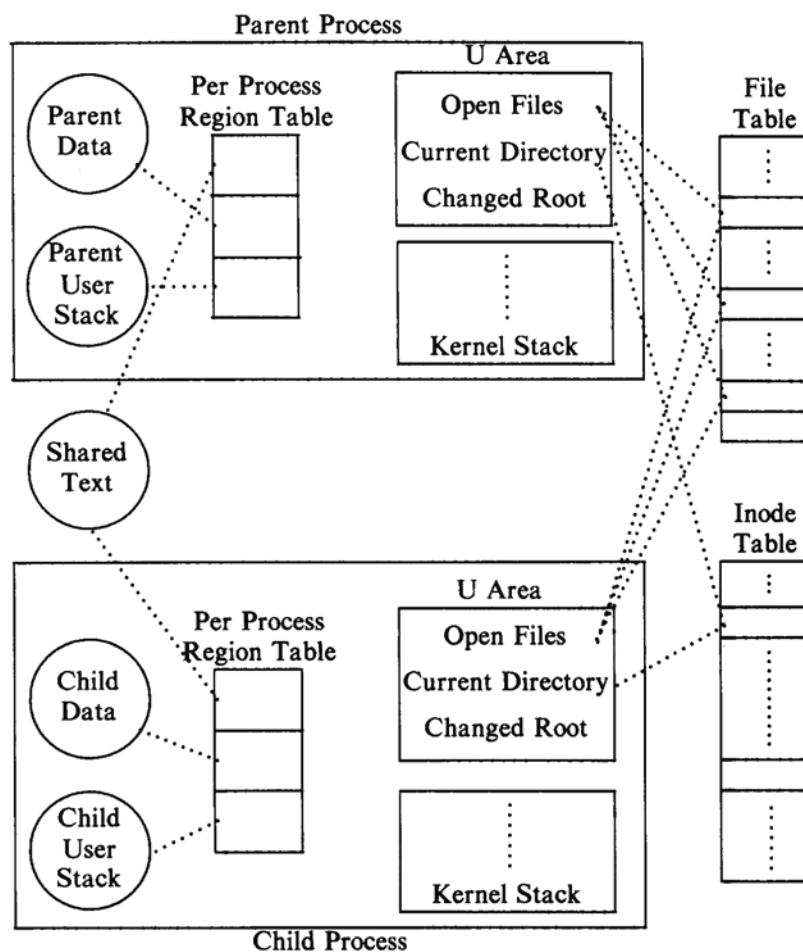 Parent Process
U Area
Per Process
Region Table
Parent
Data
Open Files
Current Directory
Changed Root
File
Table
Parent
User
Stack
Kernel Stack
Shared
Text
Inode
Table
U Area
Per Process
Region Table
Open Files
Child
Data
Current Directory
Changed Root
Child
User
Stack
Kernel Stack
Child Process